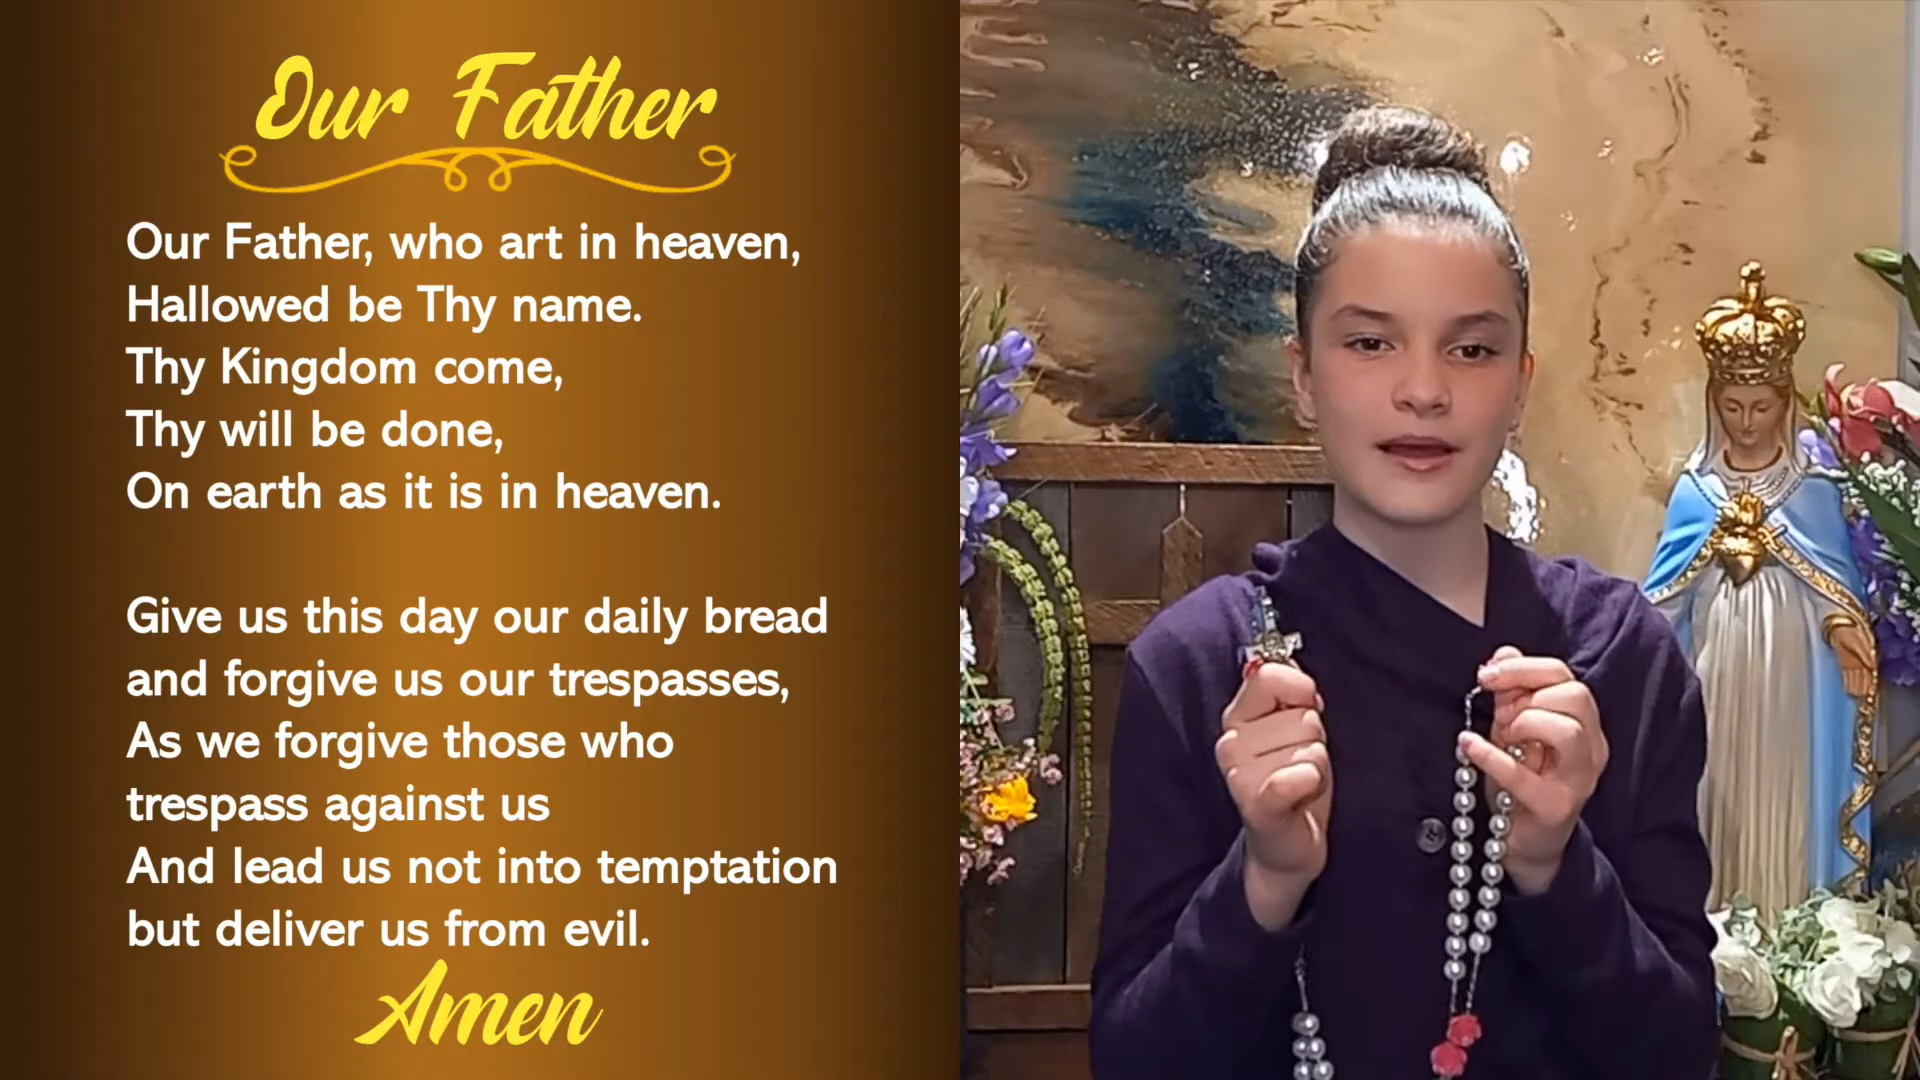 Our Father
Our Father, who art in heaven,
Hallowed be Thy name.
Thy Kingdom come,
Thy will be done,
On earth as it is in heaven.
Give us this day our daily bread
and forgive us our trespasses,
As we forgive those who
trespass against us
And lead us not into temptation
but deliver us from evil.
Amen